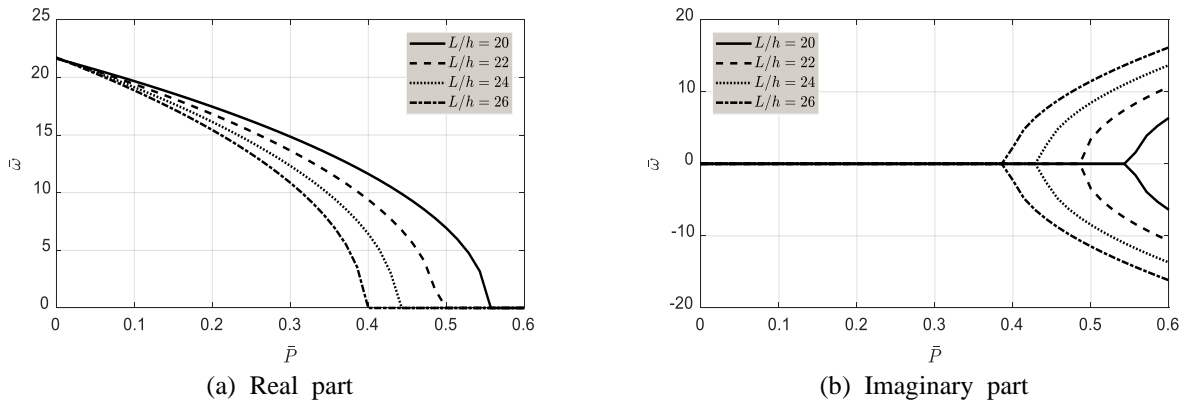 25
20
15
10
5
0
0 0.1 0.2 0.3 0.4 0.5 0.6
ω̄
P̄
L/h = 20
L/h = 22
L/h = 24
L/h = 26
(a) Real part
20
10
0
-10
-20
0 0.1 0.2 0.3 0.4 0.5 0.6
ω̄
P̄
L/h = 20
L/h = 22
L/h = 24
L/h = 26
(b) Imaginary part